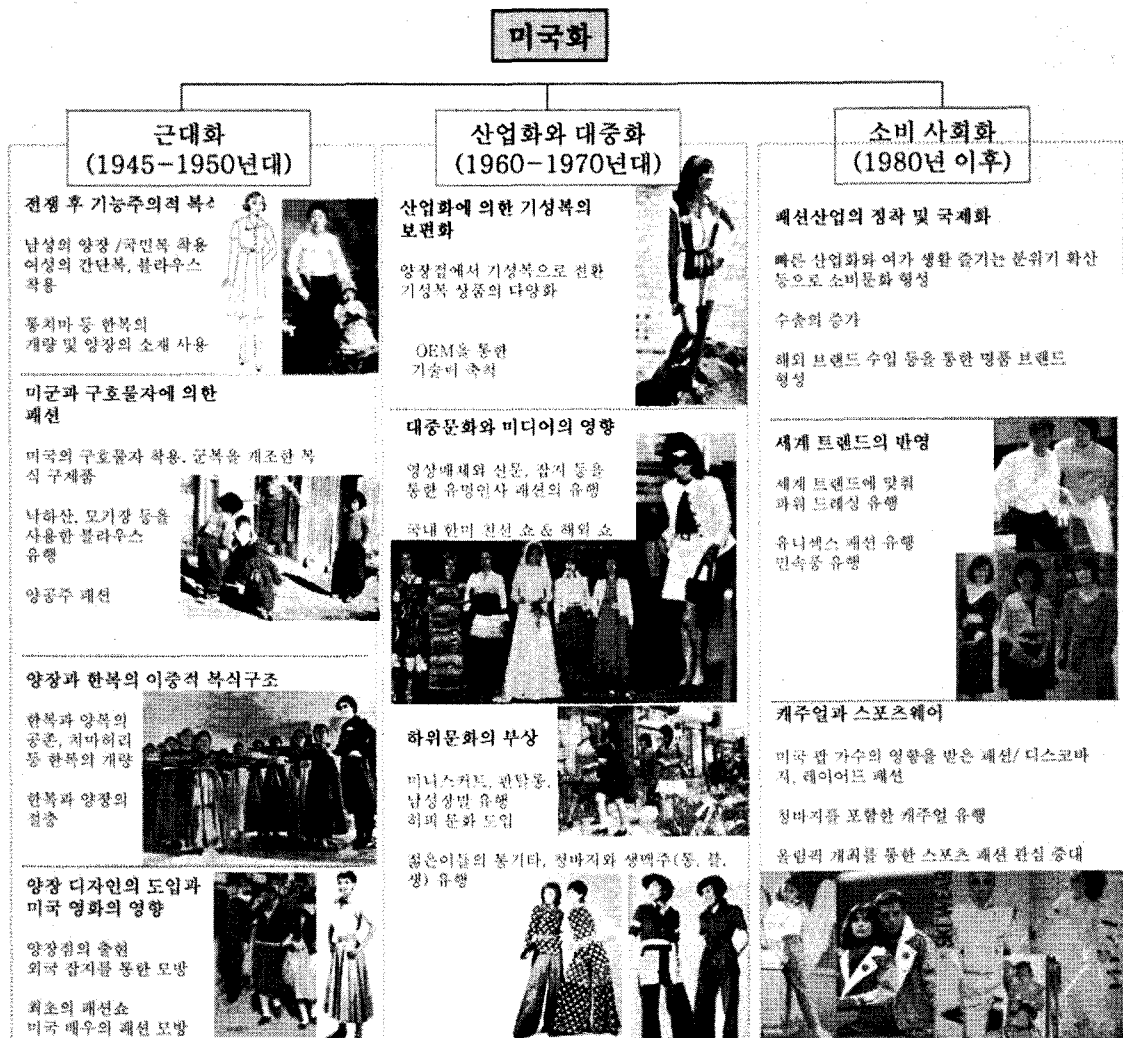 미국화
근대화
(1945-1950년대)
전쟁 후 기능주의적 복식
남성의 양장 /국민복 착용
여성의 간단복, 블라우스
착용
통치마 등 한복의
개량 및 양장의 소재 사용
미군과 구호물자에 의한
패션
미국의 구호물자 착용, 군복을 개조한 복
식 구제품
낙하산, 모기장 등을
사용한 블라우스
유행
양공주 패션
양장과 한복의 이중적 복식구조
한복과 양복의
공존, 치마허리
등 한복의 개량
한복과 양장의
절충
양장 디자인의 도입과
미국 영화의 영향
양장점의 출현
외국 잡지를 통한 모방
최초의 패션쇼
미국 배우의 패션 모방
산업화와 대중화
(1960-1970년대)
산업화에 의한 기성복의
보편화
양장점에서 기성복으로 전환
기성복 상품의 다양화
OEM을 통한
기술의 축적
대중문화와 미디어의 영향
영상매체와 신문, 잡지 등을
통한 유명인사 패션의 유행
국내 한미 친선 쇼 & 해외 쇼
하위문화의 부상
미니스커트, 판탈롱,
남성장발 유행
히피 문화 도입
젊은이들의 통기타, 청바지와 생맥주(통, 블,
생) 유행
소비 사회화
(1980년 이후)
패션산업의 정착 및 국제화
빠른 산업화와 여가 생활 즐기는 분위기 확산
등으로 소비문화 형성
수출의 증가
해외 브랜드 수입 등을 통한 명품 브랜드
형성
세계 트렌드의 반영
세계 트렌드에 맞춰
파워 드레싱 유행
유니섹스 패션 유행
민속풍 유행
캐주얼과 스포츠웨어
미국 팝 가수의 영향을 받은 패션/ 디스코바
지, 레이어드 패션
청바지를 포함한 캐주얼 유행
올림픽 개최를 통한 스포츠 패션 관심 증대